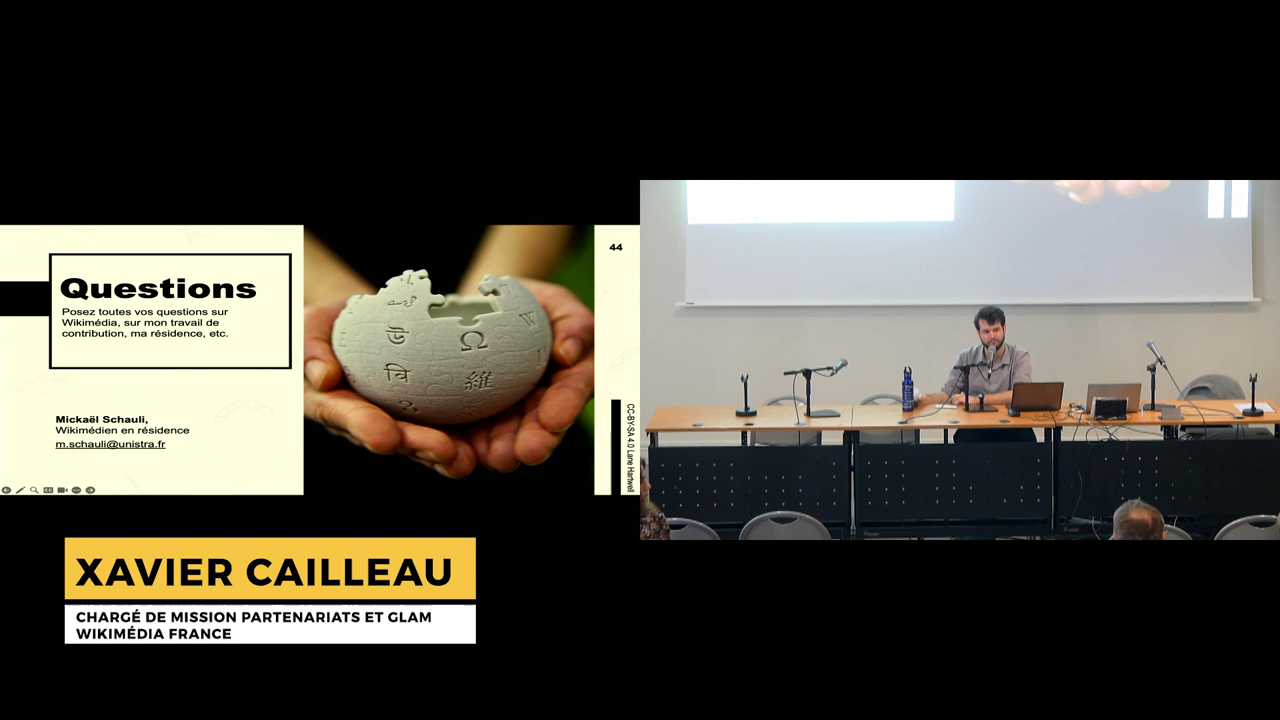 Questions
Posez toutes vos questions sur
Wikimédia, sur mon travail de
contribution, ma résidence, etc.
Mickaël Schauli,
Wikimédien en résidence
m.schauli@unistra.fr
44
CC-BY-SA 4.0 Lane Hartwell
Ω
वि
維
W
XAVIER CAILLEAU
CHARGÉ DE MISSION PARTENARIATS ET GLAM
WIKIMÉDIA FRANCE